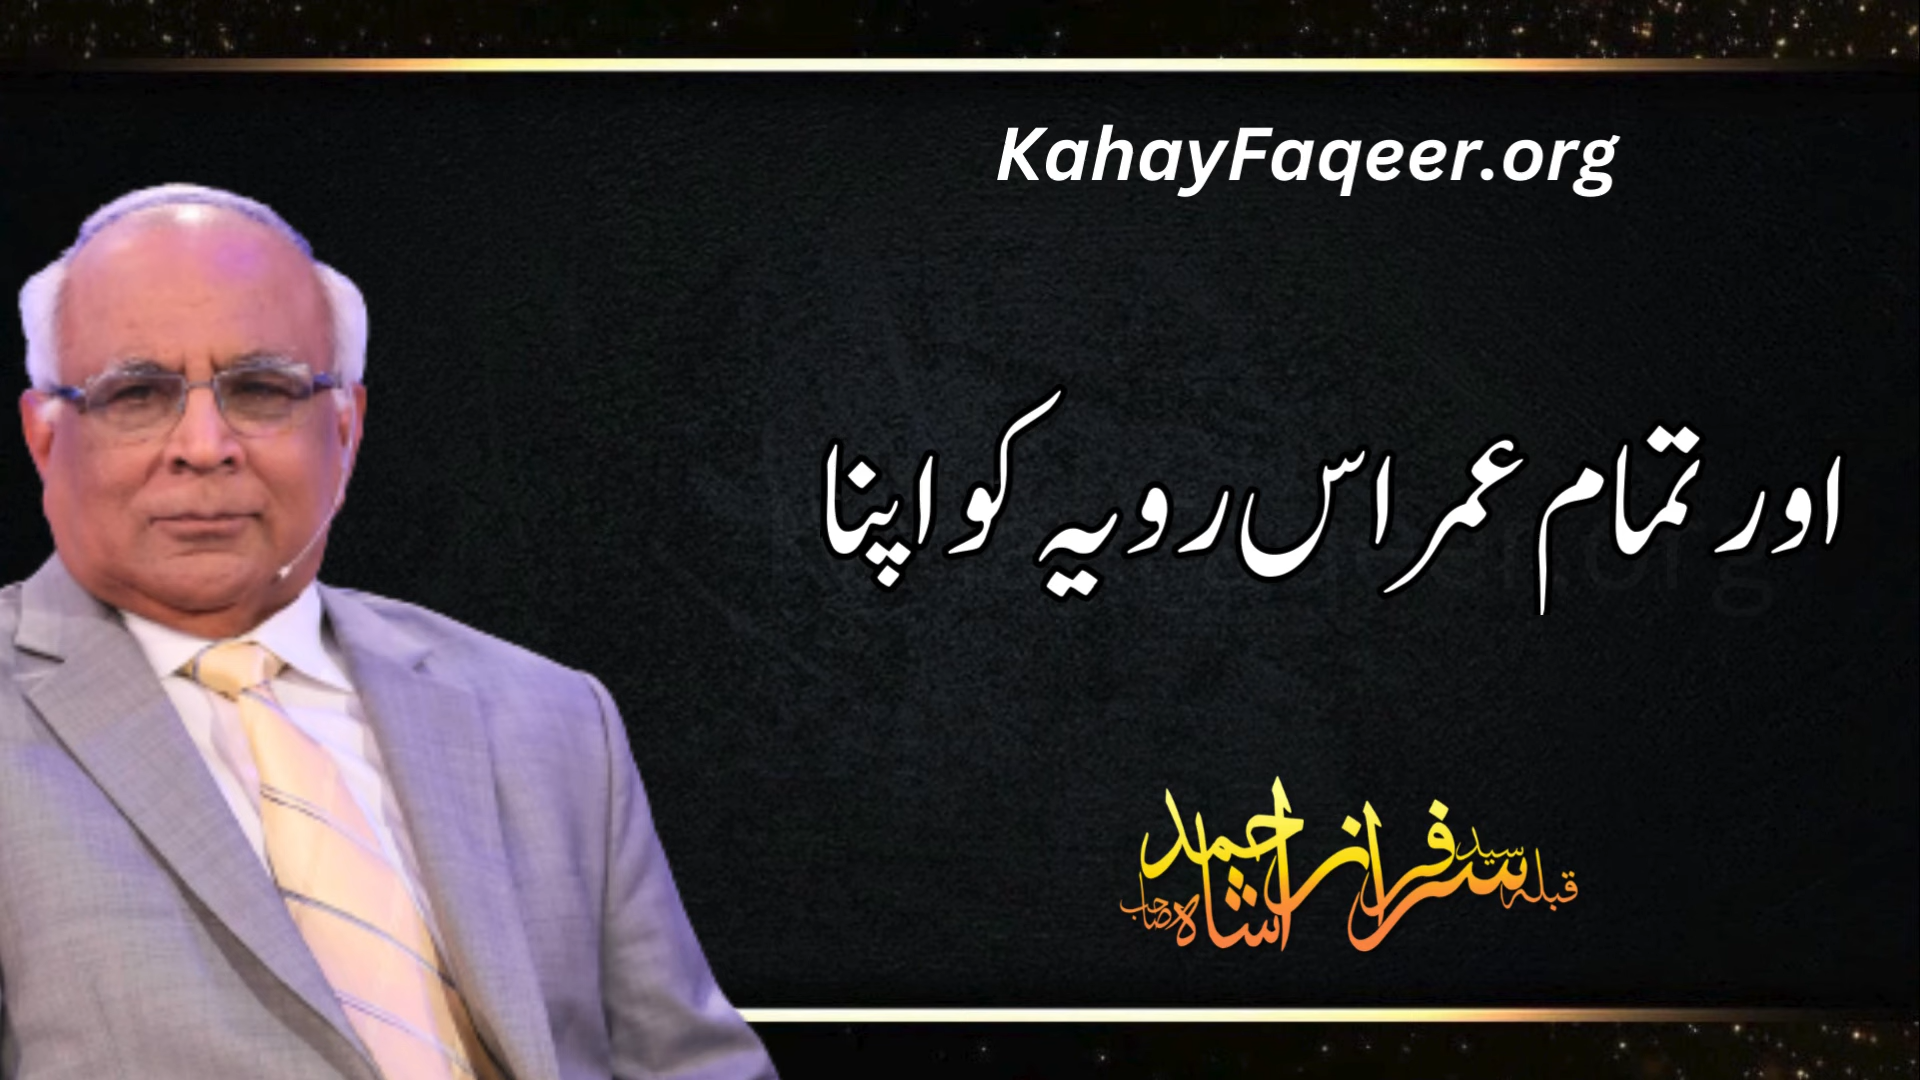 KahayFaqeer.org
اور تمام عمر اس رویہ کو اپنا
قبلہ سید سرفراز احمد شاہ صاحب